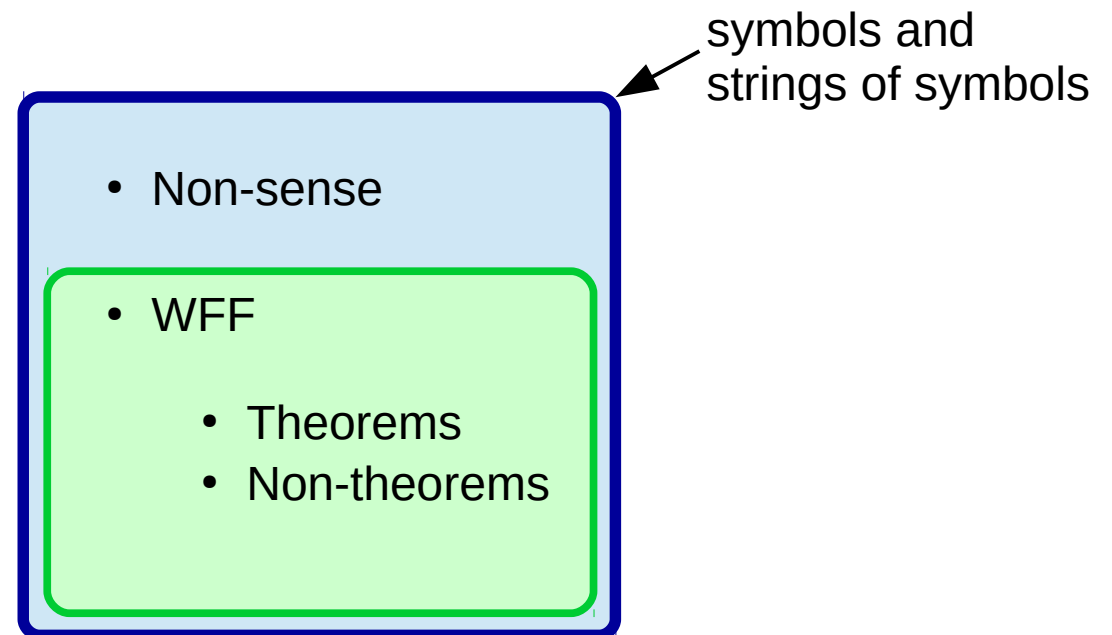 symbols and
strings of symbols
• Non-sense
• WFF
• Theorems
• Non-theorems